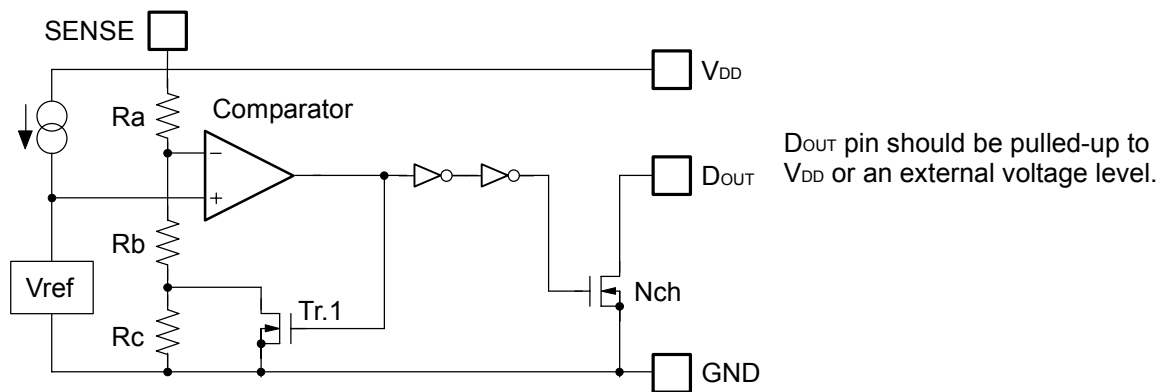 SENSE
VDD
Ra
Comparator
−
+
DOUT
DOUT pin should be pulled-up to
VDD or an external voltage level.
Rb
Vref
Nch
Tr.1
Rc
GND